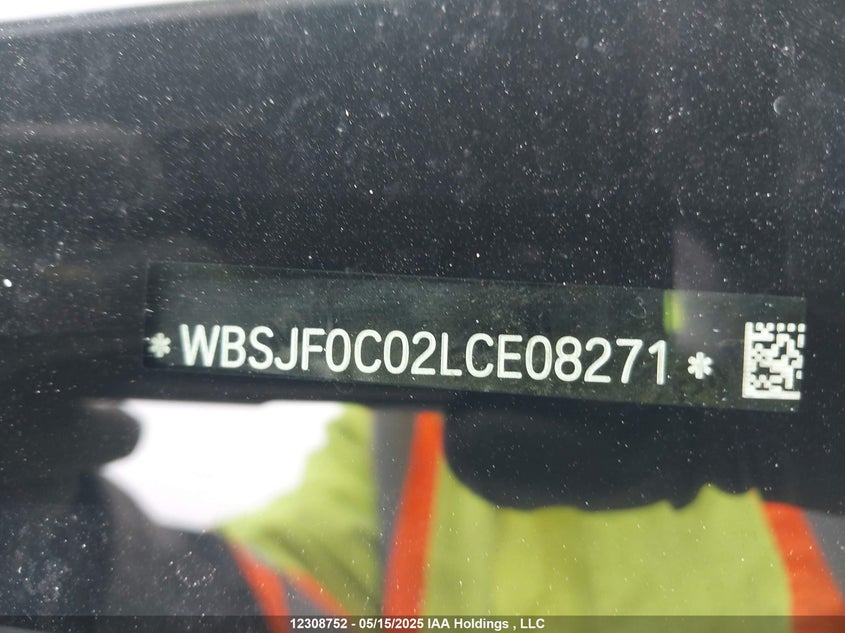 * WBSJF0C02LCE08271 *
12308752 - 05/15/2025 IAA Holdings , LLC